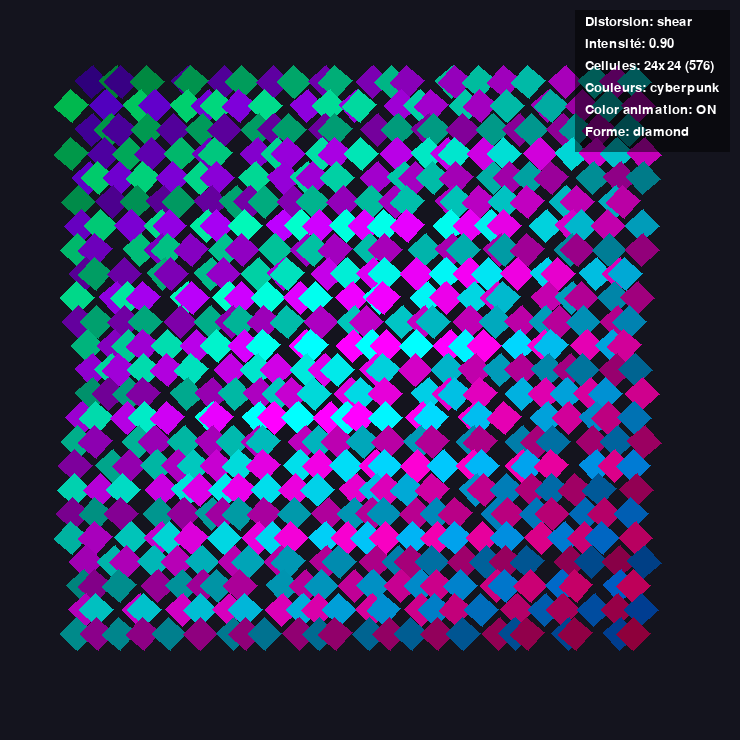 Distorsion: shear
Intensité: 0.90
Cellules: 24x24 (576)
Couleurs: cyberpunk
Color animation: ON
Forme: diamond